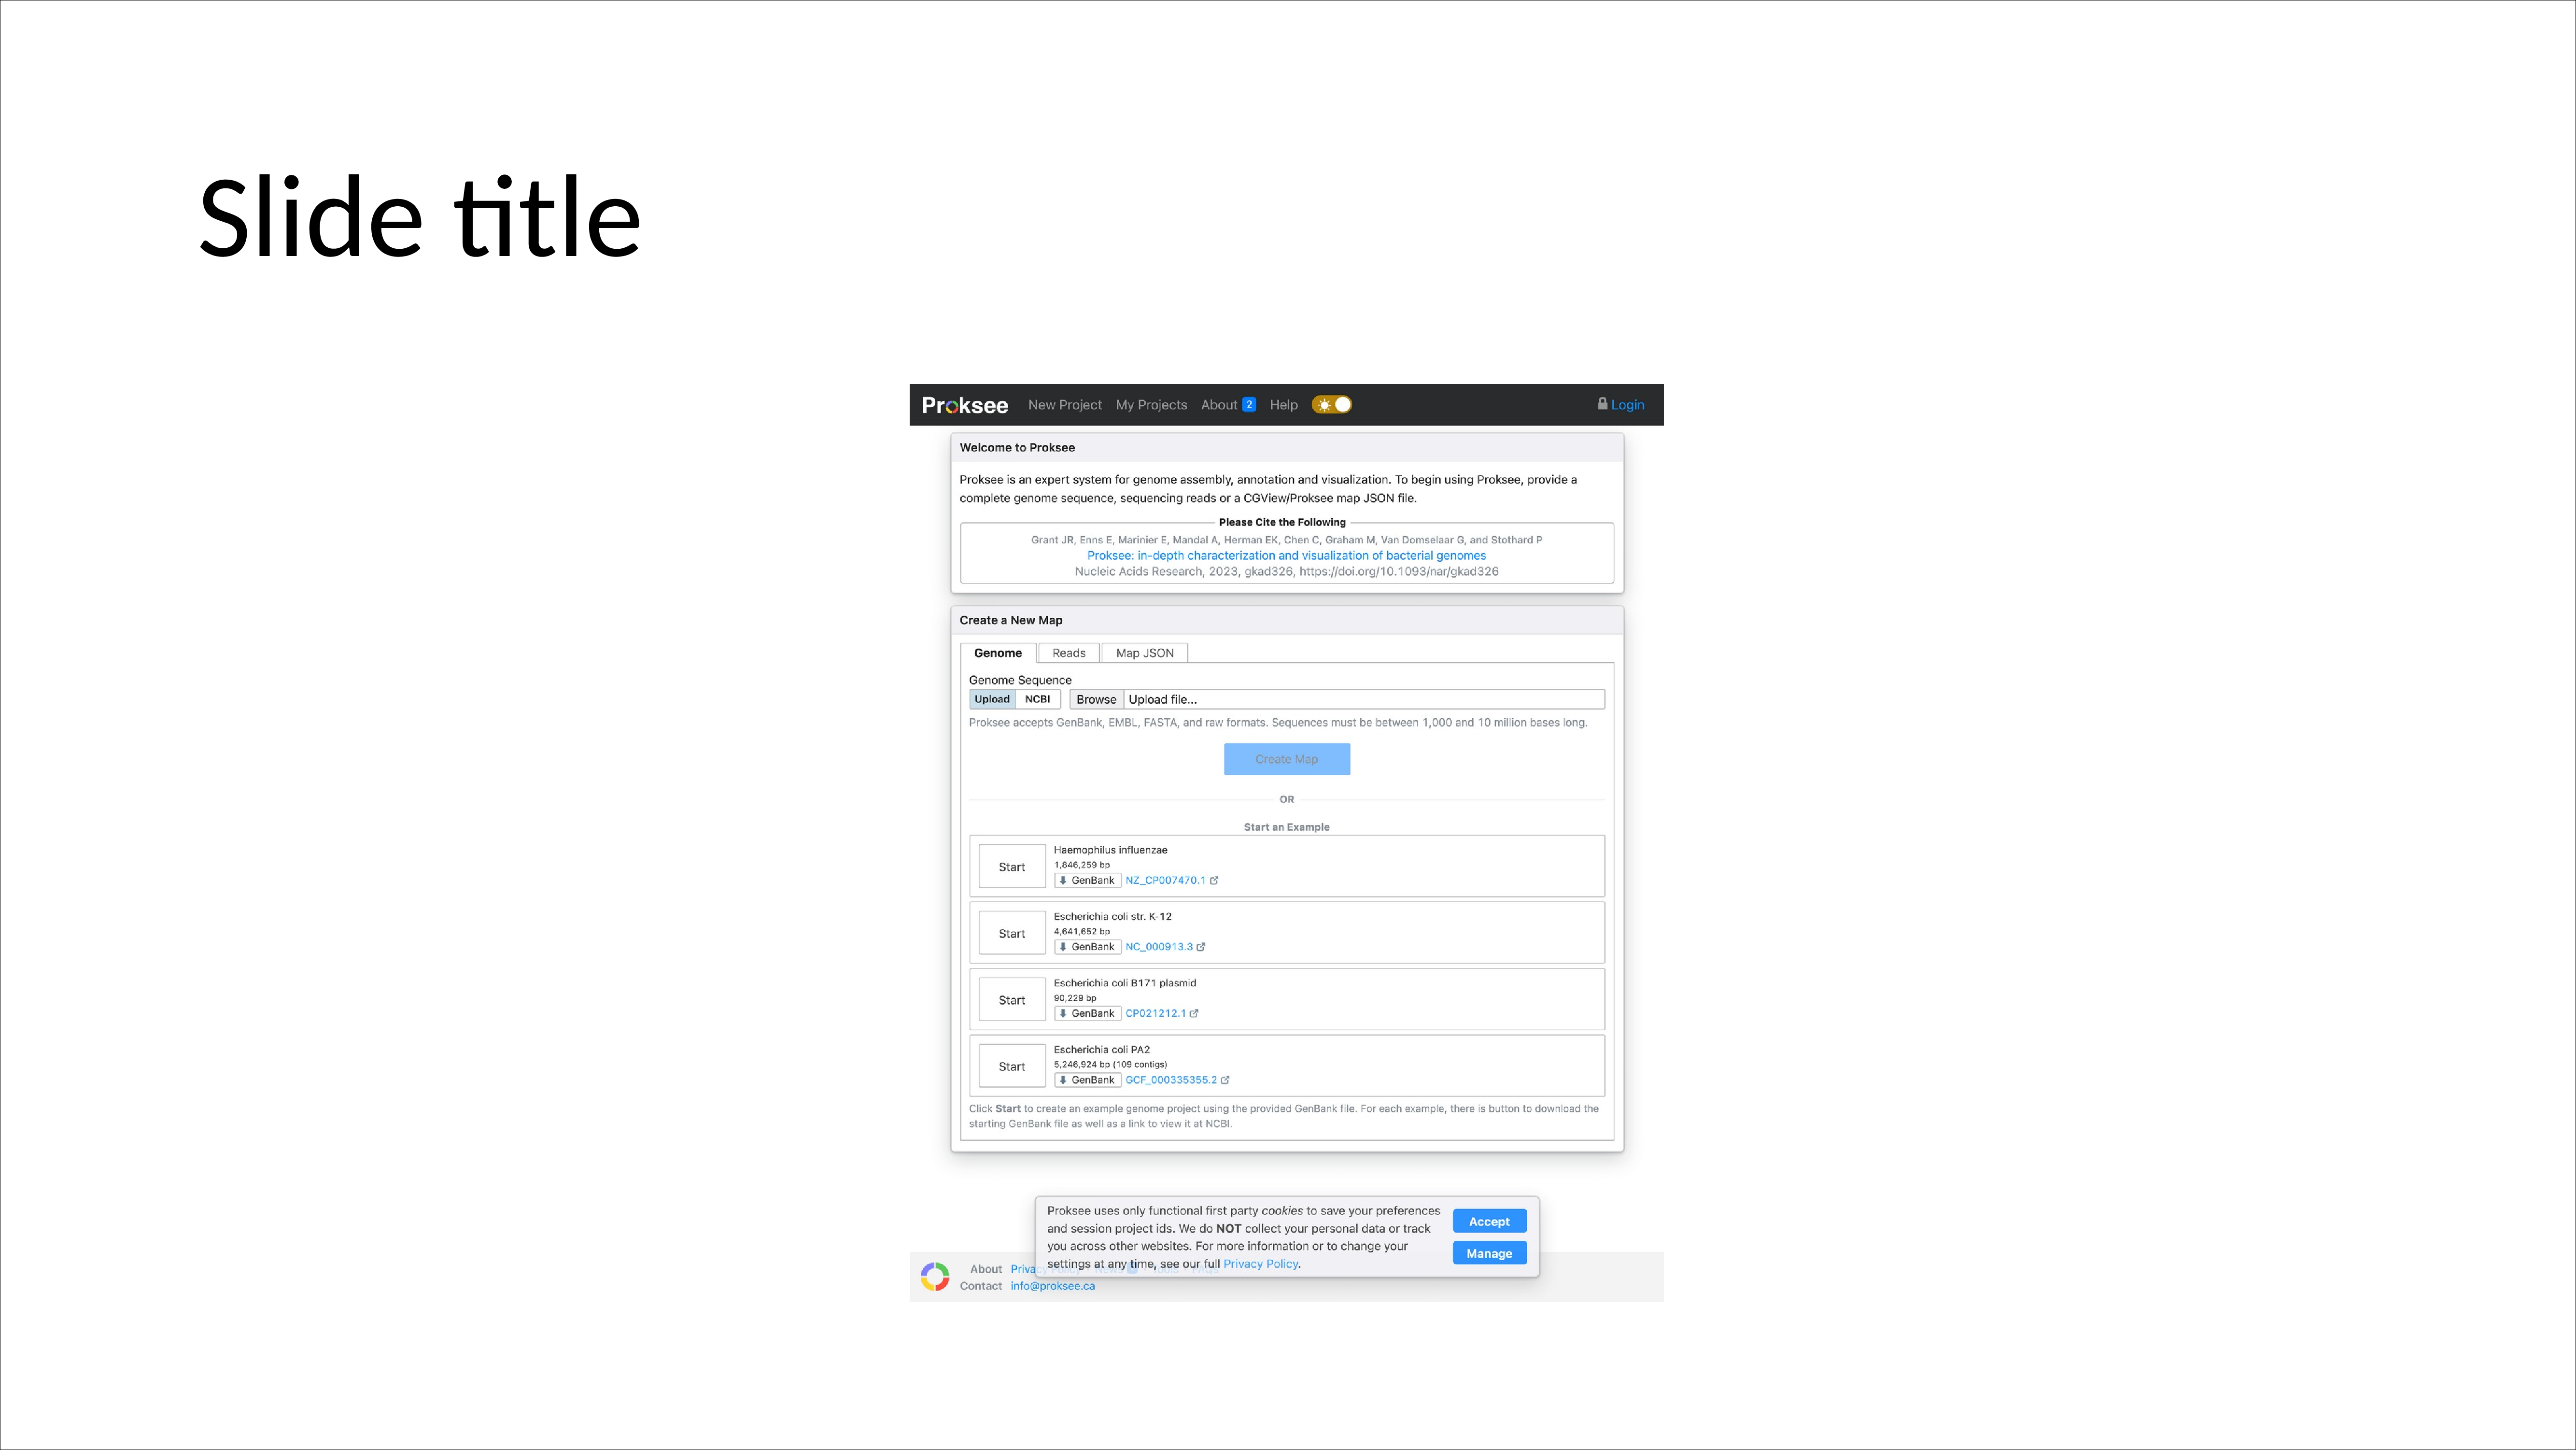 Slide title
Proksee New Project My Projects About 2 Help Login
Welcome to Proksee
Proksee is an expert system for genome assembly, annotation and visualization. To begin using Proksee, provide a
complete genome sequence, sequencing reads or a CGView/Proksee map JSON file.
Please Cite the Following
Grant JR, Enns E, Marinier E, Mandal A, Herman EK, Chen C, Graham M, Van Domselaar G, and Stothard P
Proksee: in-depth characterization and visualization of bacterial genomes
Nucleic Acids Research, 2023, gkad326, https://doi.org/10.1093/nar/gkad326
Create a New Map
Genome Reads Map JSON
Genome Sequence
Upload NCBI Browse Upload file...
Proksee accepts GenBank, EMBL, FASTA, and raw formats. Sequences must be between 1,000 and 10 million bases long.
Create Map
OR
Start an Example
Haemophilus influenzae
Start
1,846,259 bp
GenBank NZ_CP007470.1
Escherichia coli str. K-12
Start
4,641,652 bp
GenBank NC_000913.3
Escherichia coli B171 plasmid
Start
90,229 bp
GenBank CP021212.1
Escherichia coli PA2
Start
5,246,924 bp (109 contigs)
GenBank GCF_000335355.2
Click Start to create an example genome project using the provided GenBank file. For each example, there is button to download the
starting GenBank file as well as a link to view it at NCBI.
Proksee uses only functional first party cookies to save your preferences
and session project ids. We do NOT collect your personal data or track
you across other websites. For more information or to change your
settings at any time, see our full Privacy Policy.
Accept
Manage
About
Contact info@proksee.ca